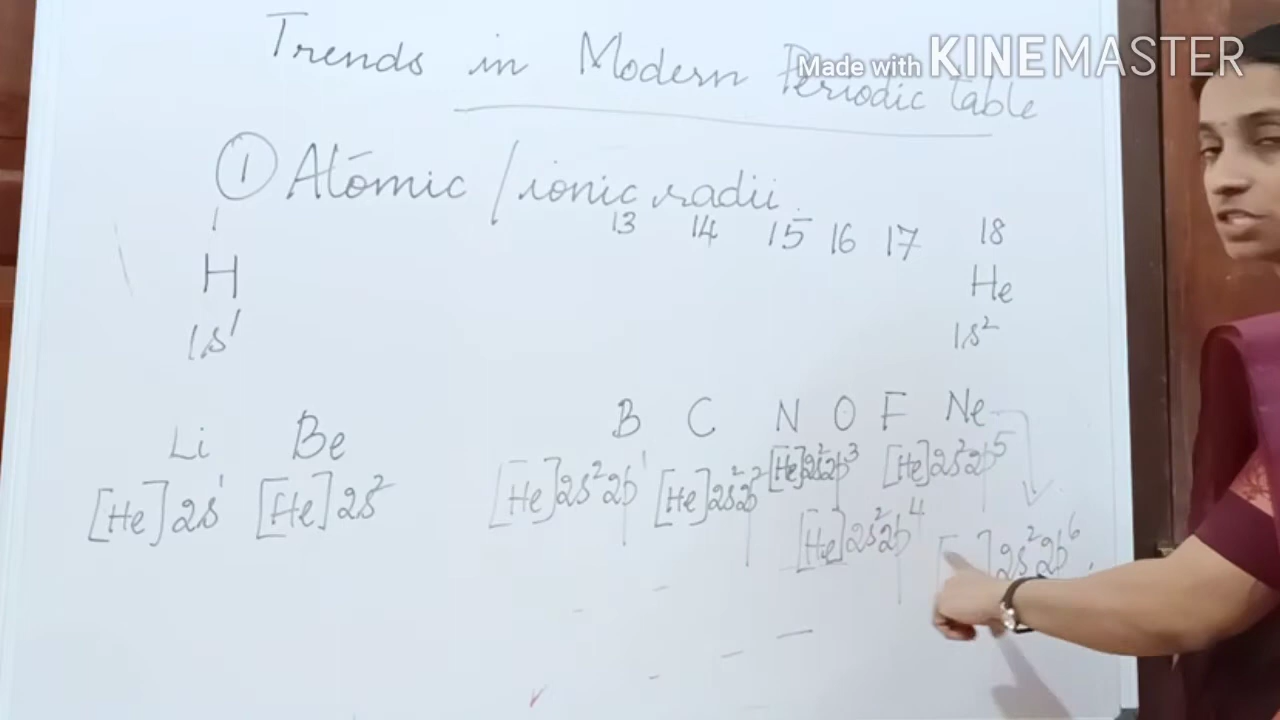 Trends in Modern Periodic table
Made with KINEMASTER
① Atomic / ionic radii
1 13 14 15 16 17 18
H He
1s¹ 1s²
Li Be B C N O F Ne
[He]2s¹ [He]2s² [He]2s²2p¹ [He]2s²2p² [He]2s²2p³ [He]2s²2p⁵
[He]2s²2p⁴ [ ]2s²2p⁶